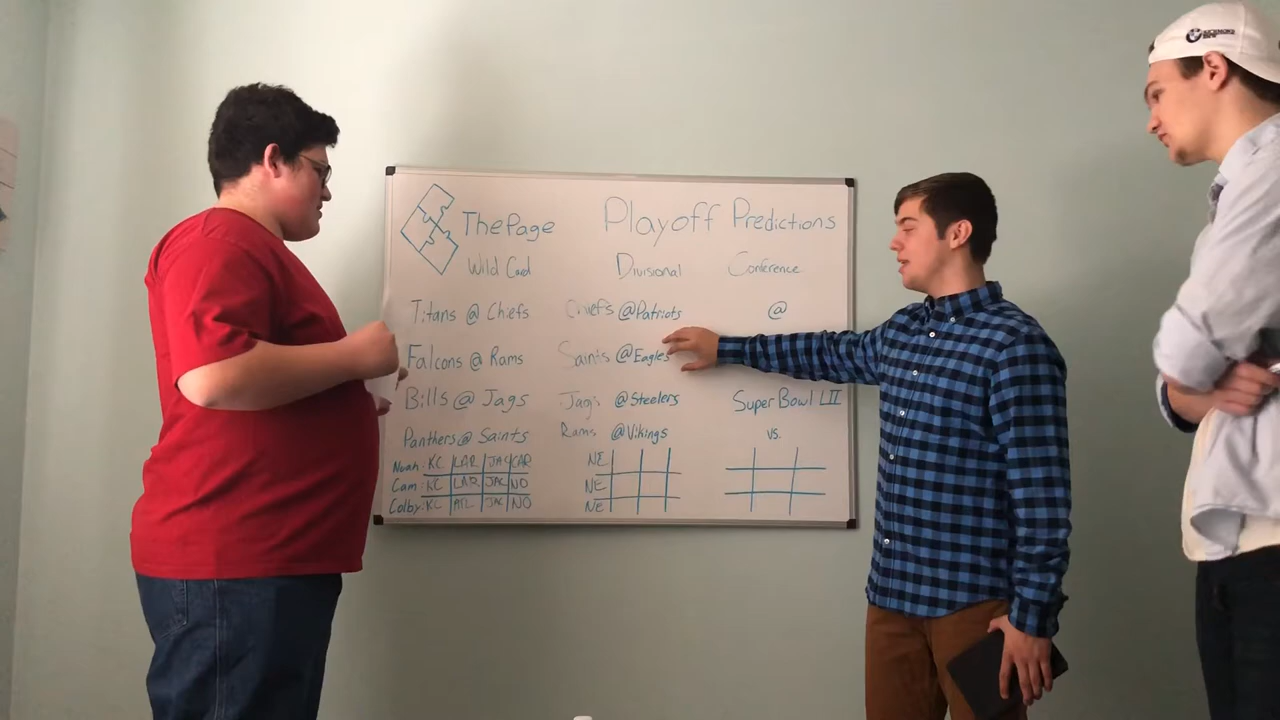 ThePage Playoff Predictions
Wild Card Divisional Conference
Titans @ Chiefs Chiefs @Patriots @
Falcons @ Rams Saints @Eagles
Bills @ Jags Jags @Steelers Super Bowl LII
Panthers@ Saints Rams @Vikings vs.
Noah: KC LAR JAC CAR NE
Cam: KC LAR JAC NO NE
Colby: KC ATL JAC NO NE